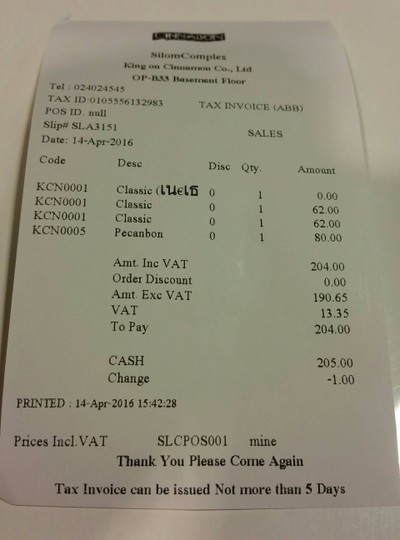 CINNABON
SilomComplex
King on Cinnamon Co., Ltd
OP-B33 Basement Floor
Tel : 024024545
TAX ID:0105556132983 TAX INVOICE (ABB)
POS ID. null
Slip# SLA3151 SALES
Date: 14-Apr-2016
Code Desc Disc Qty. Amount
KCN0001 Classic ( 0 1 0.00
KCN0001 Classic 0 1 62.00
KCN0001 Classic 0 1 62.00
KCN0005 Pecanbon 0 1 80.00
Amt. Inc VAT 204.00
Order Discount 0.00
Amt. Exc VAT 190.65
VAT 13.35
To Pay 204.00
CASH 205.00
Change -1.00
PRINTED : 14-Apr-2016 15:42:28
Prices Incl.VAT SLCPOS001 mine
Thank You Please Come Again
Tax Invoice can be issued Not more than 5 Days